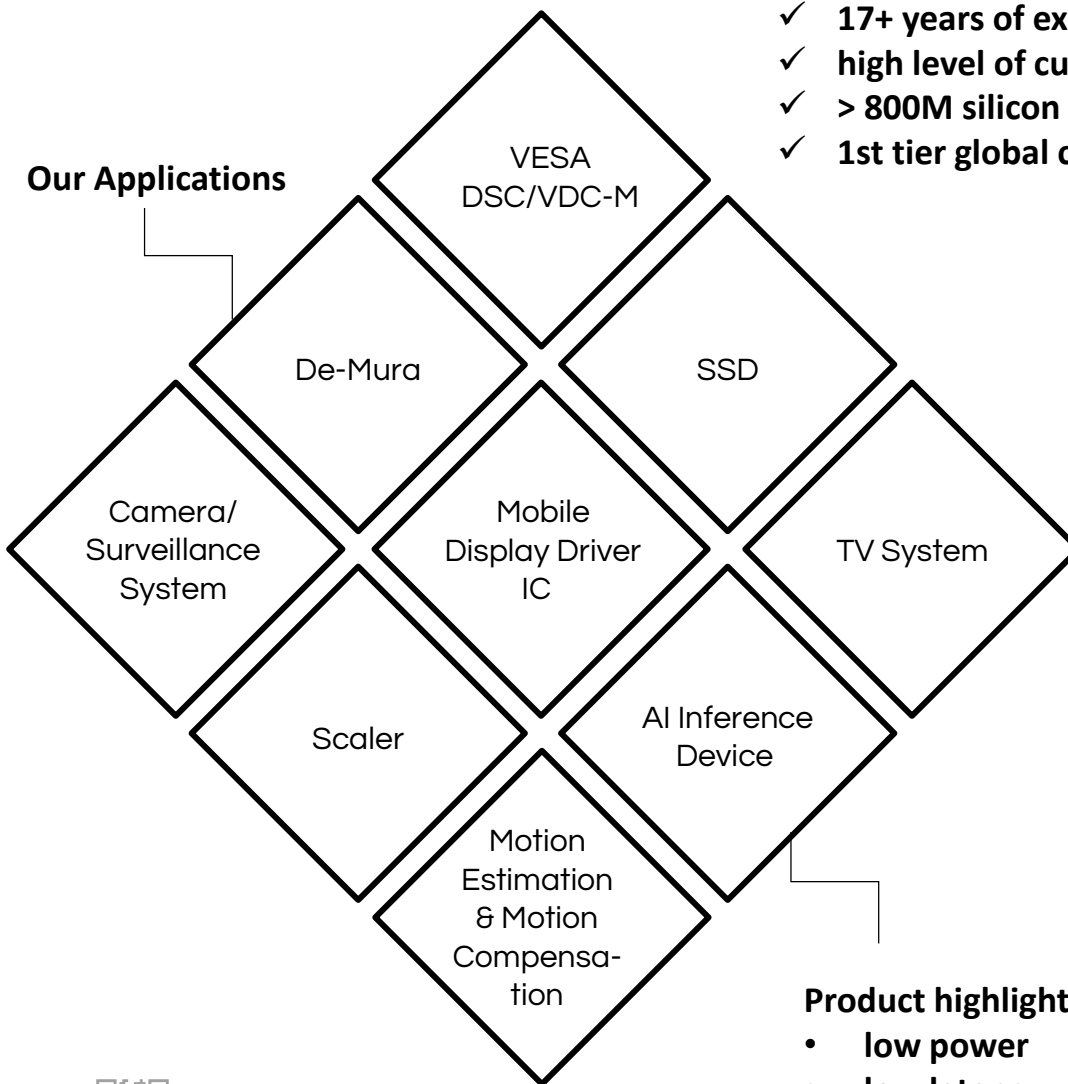 17+ years of ex
high level of cu
> 800M silicon
1st tier global
Our Applications
VESA
DSC/VDC-M
De-Mura
SSD
Camera/
Surveillance
System
Mobile
Display Driver
IC
TV System
Scaler
AI Inference
Device
Motion
Estimation
& Motion
Compensa-
tion
Product highlight
• low power